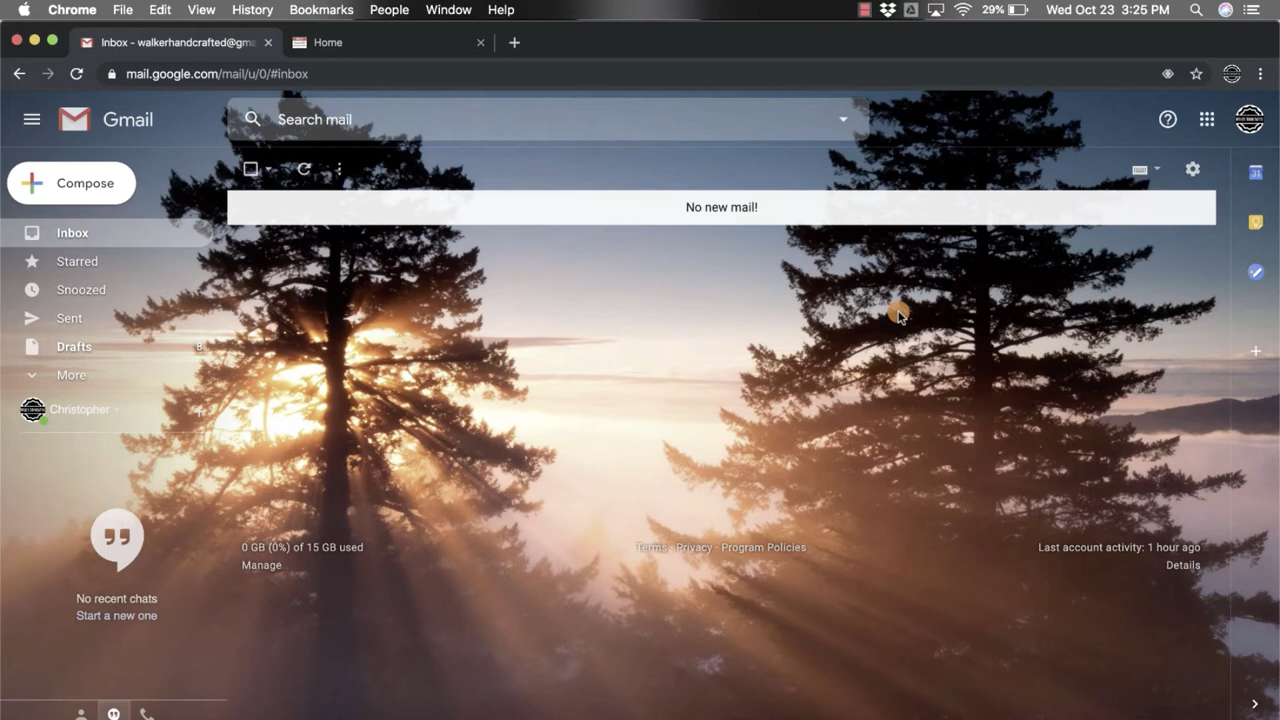 Chrome File Edit View History Bookmarks People Window Help 29% Wed Oct 23 3:25 PM
Inbox - walkerhandcrafted@gma Home
mail.google.com/mail/u/0/#inbox
Gmail Search mail
Compose
No new mail!
Inbox
Starred
Snoozed
Sent
Drafts 8
More
Christopher
31
No recent chats
Start a new one
0 GB (0%) of 15 GB used
Manage
Terms · Privacy · Program Policies
Last account activity: 1 hour ago
Details